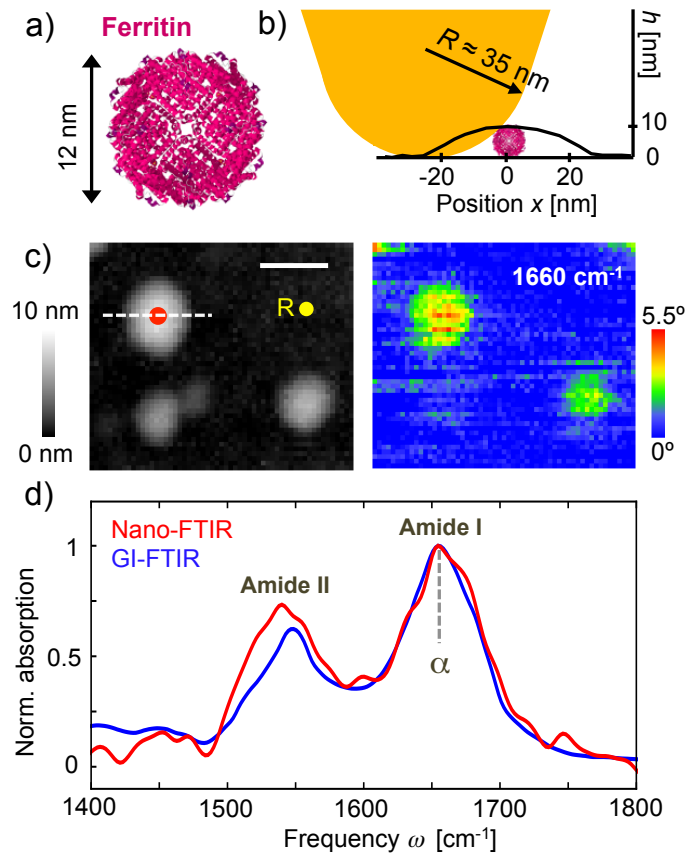 a)
Ferritin
12 nm
b)
R ≈ 35 nm
h [nm]
10
0
-20
0
20
Position x [nm]
c)
10 nm
0 nm
R
1660 cm⁻¹
5.5º
0º
d)
Nano-FTIR
GI-FTIR
Amide I
Amide II
α
Norm. absorption
1
0.5
0
1400
1500
1600
1700
1800
Frequency ω [cm⁻¹]